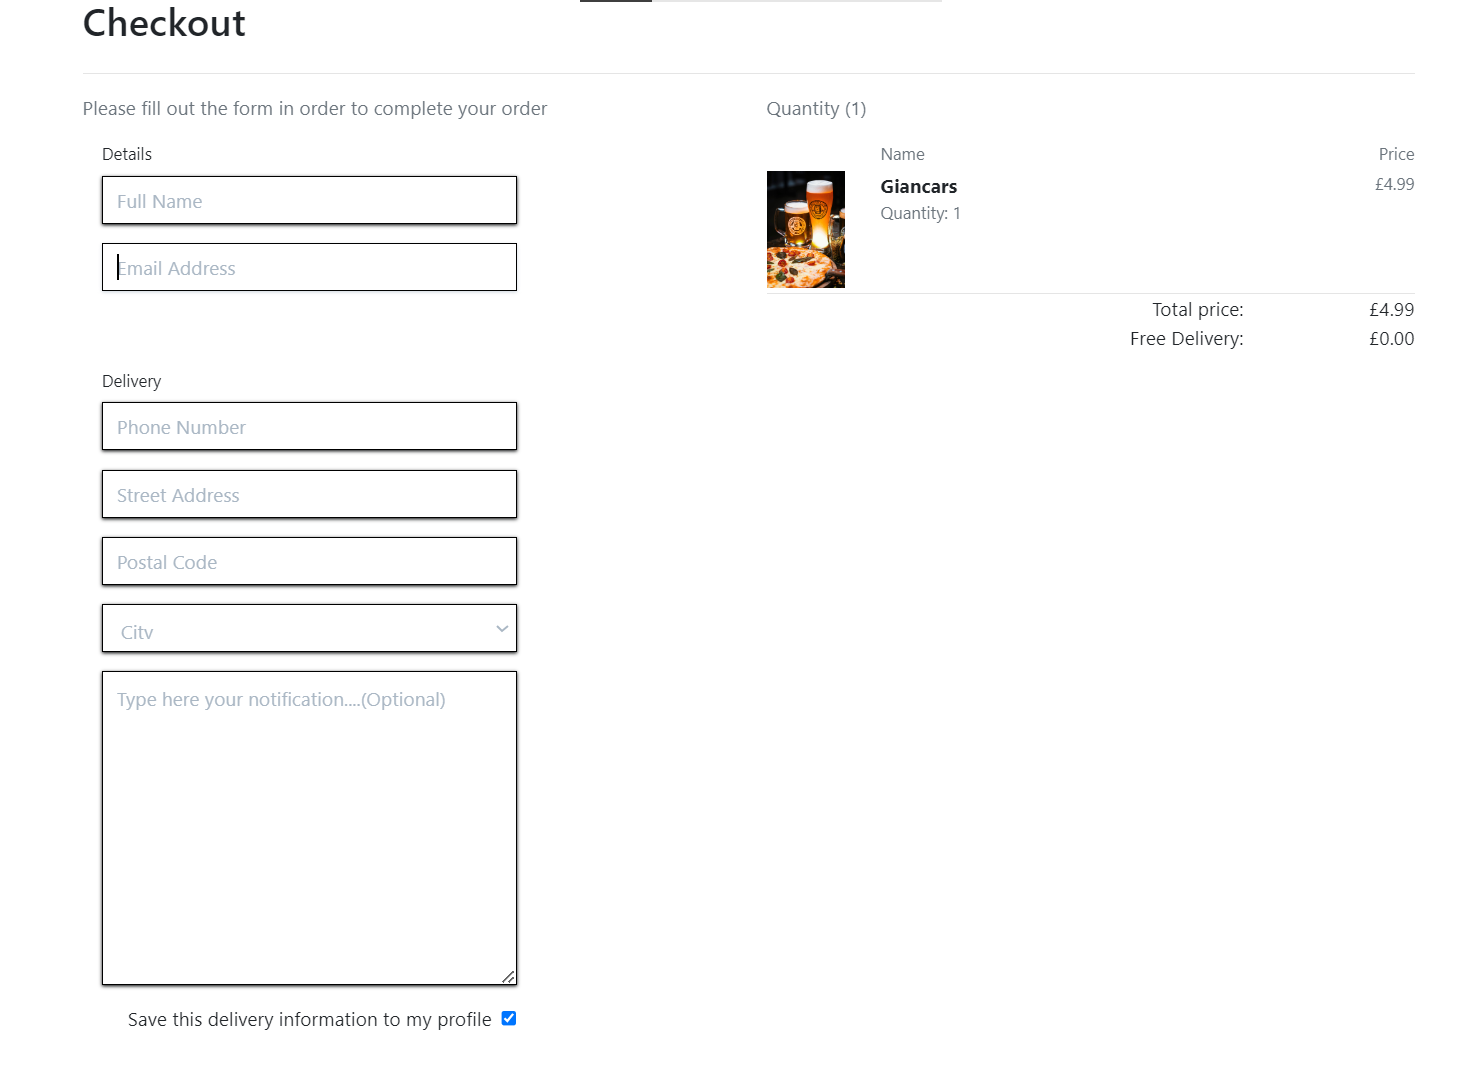 Checkout
Please fill out the form in order to complete your order
Details
Full Name
Email Address
Delivery
Phone Number
Street Address
Postal Code
City
Type here your notification....(Optional)
Save this delivery information to my profile
Quantity (1)
Name Price
Giancars £4.99
Quantity: 1
Total price: £4.99
Free Delivery: £0.00